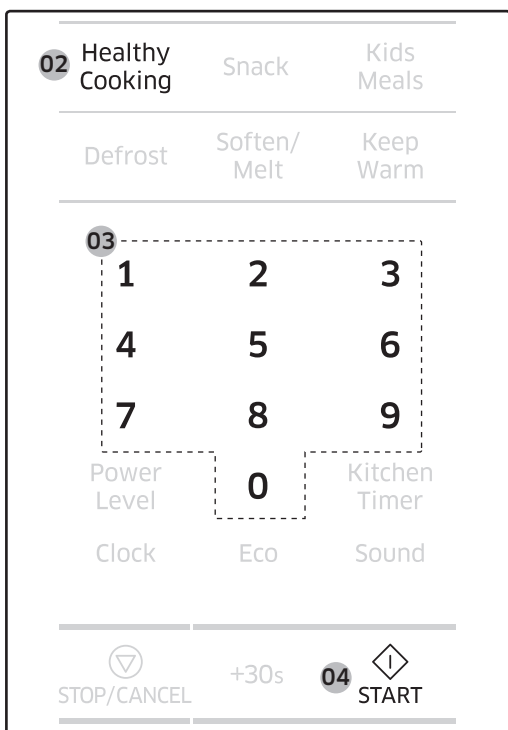 02 Healthy Cooking Snack Kids Meals
Defrost Soften/ Melt Keep Warm
03
1 2 3
4 5 6
7 8 9
Power Level 0 Kitchen Timer
Clock Eco Sound
STOP/CANCEL +30s 04 START